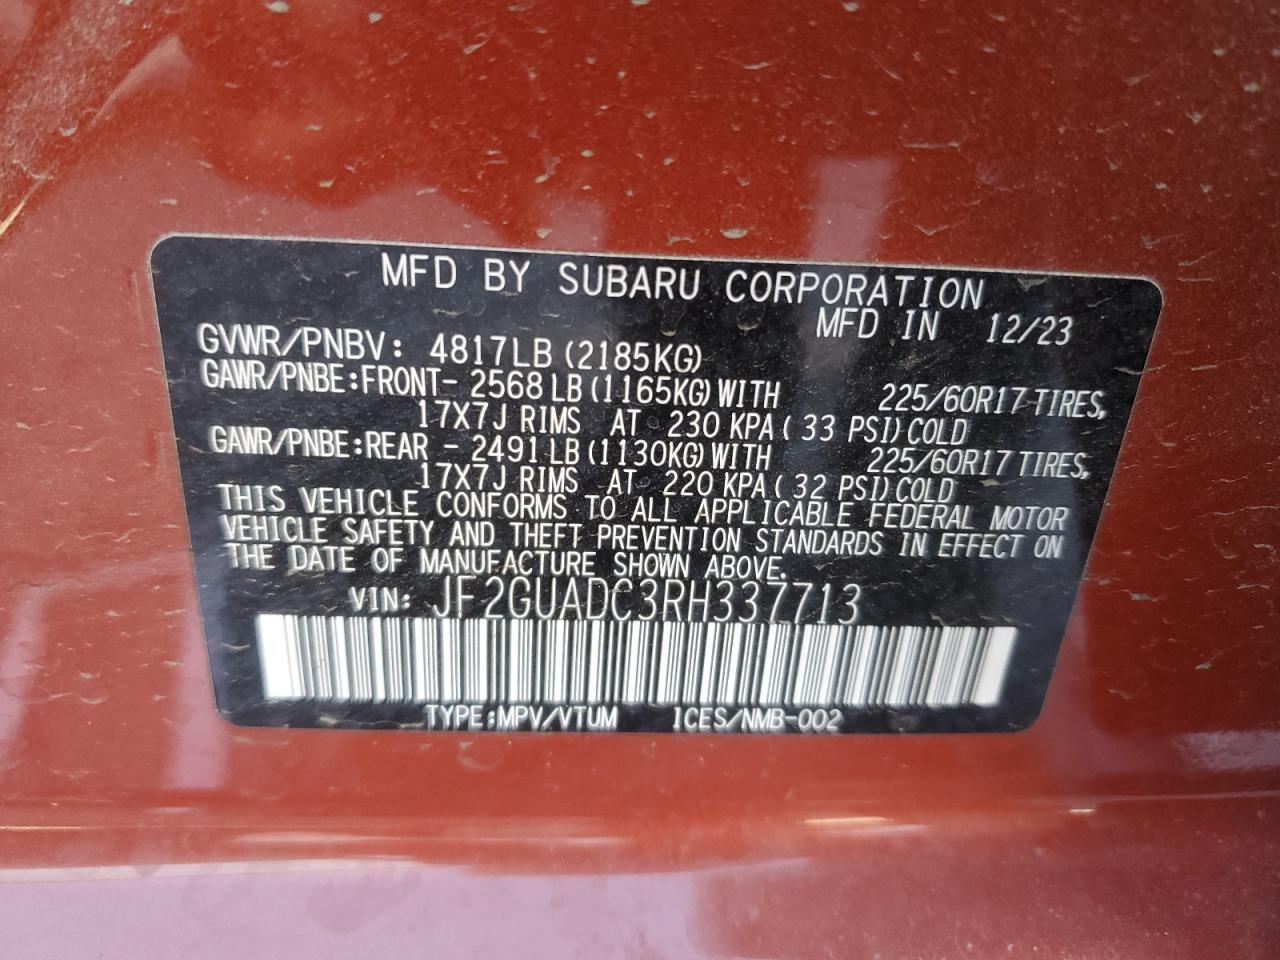 MFD BY SUBARU CORPORATION
MFD IN 12/23
GVWR/PNBV: 4817LB (2185KG)
GAWR/PNBE:FRONT- 2568 LB (1165KG) WITH 225/60R17 TIRES,
17X7J RIMS AT 230 KPA ( 33 PSI) COLD
GAWR/PNBE:REAR - 2491 LB (1130KG) WITH 225/60R17 TIRES,
17X7J RIMS AT 220 KPA ( 32 PSI) COLD
THIS VEHICLE CONFORMS TO ALL APPLICABLE FEDERAL MOTOR
VEHICLE SAFETY AND THEFT PREVENTION STANDARDS IN EFFECT ON
THE DATE OF MANUFACTURE SHOWN ABOVE.
VIN: JF2GUADC3RH337713
TYPE:MPV/VTUM ICES/NMB-002